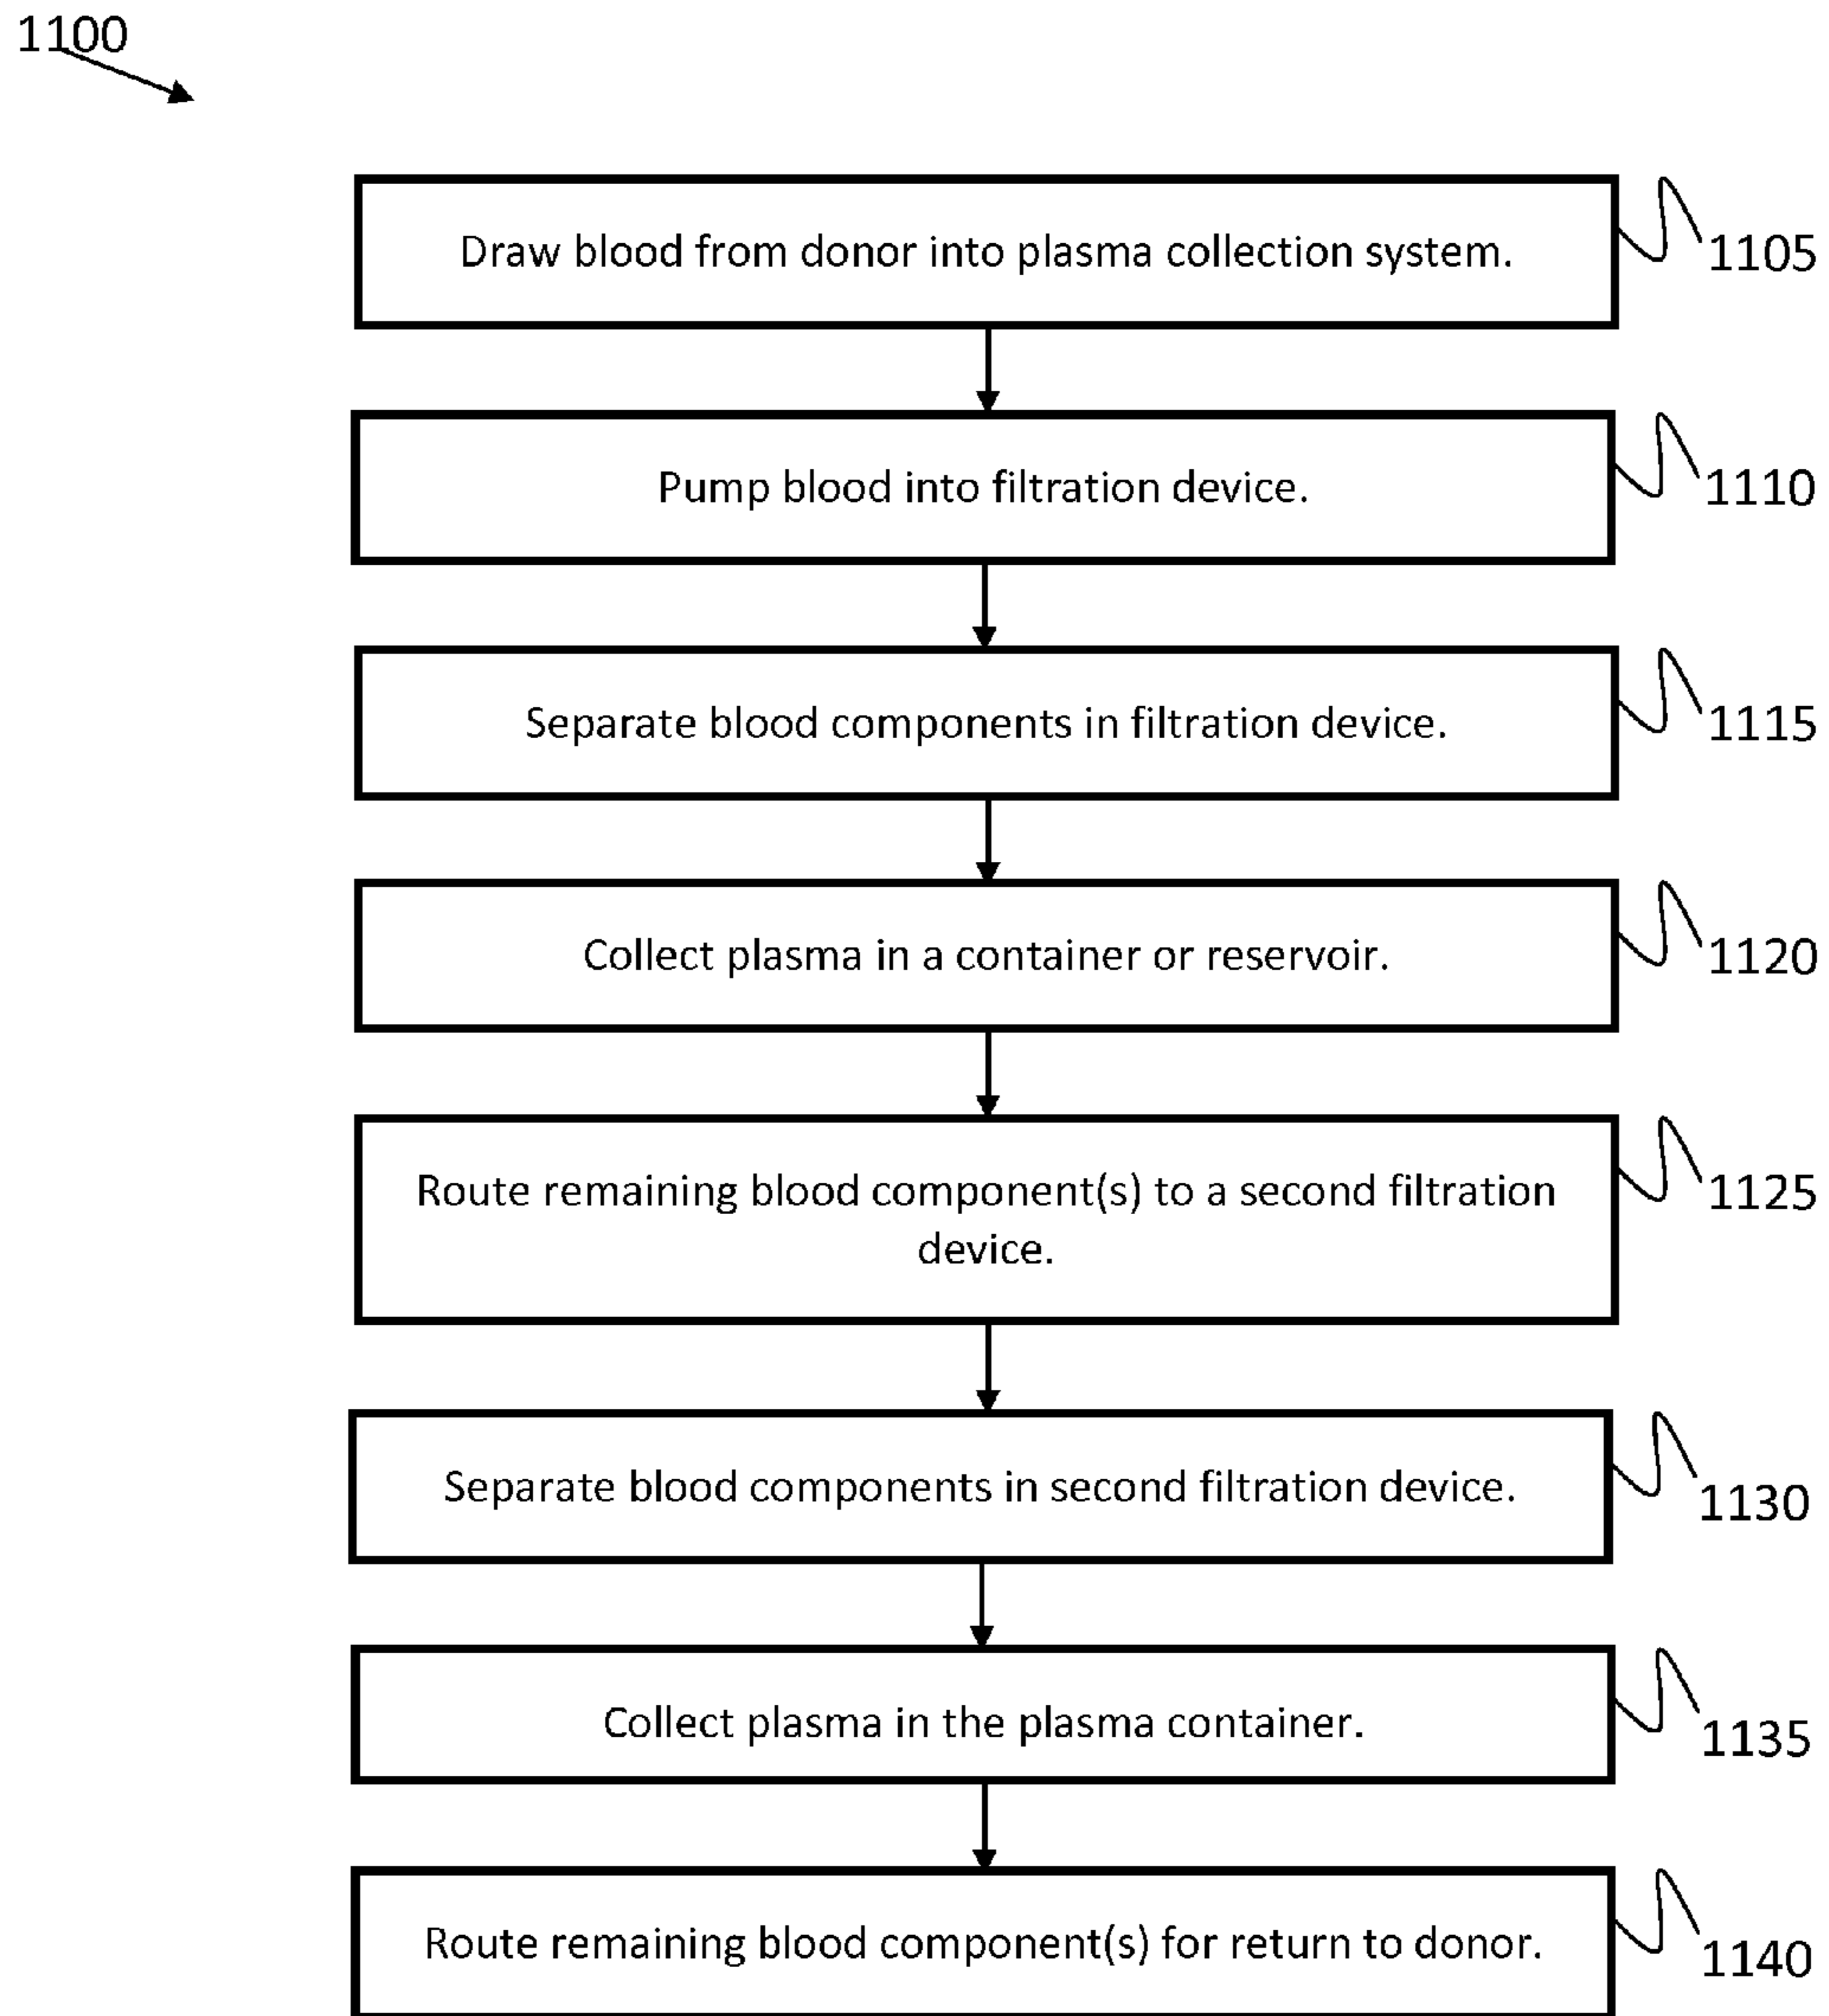 1100
Draw blood from donor into plasma collection system.
1105
Pump blood into filtration device.
1110
Separate blood components in filtration device.
1115
Collect plasma in a container or reservoir.
1120
Route remaining blood component(s) to a second filtration
device.
1125
Separate blood components in second filtration device.
1130
Collect plasma in the plasma container.
1135
Route remaining blood component(s) for return to donor.
1140